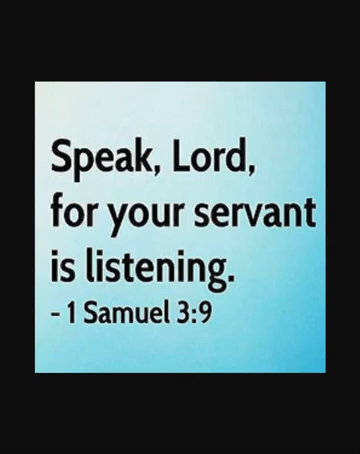 Speak, Lord,
for your servant
is listening.
- 1 Samuel 3:9